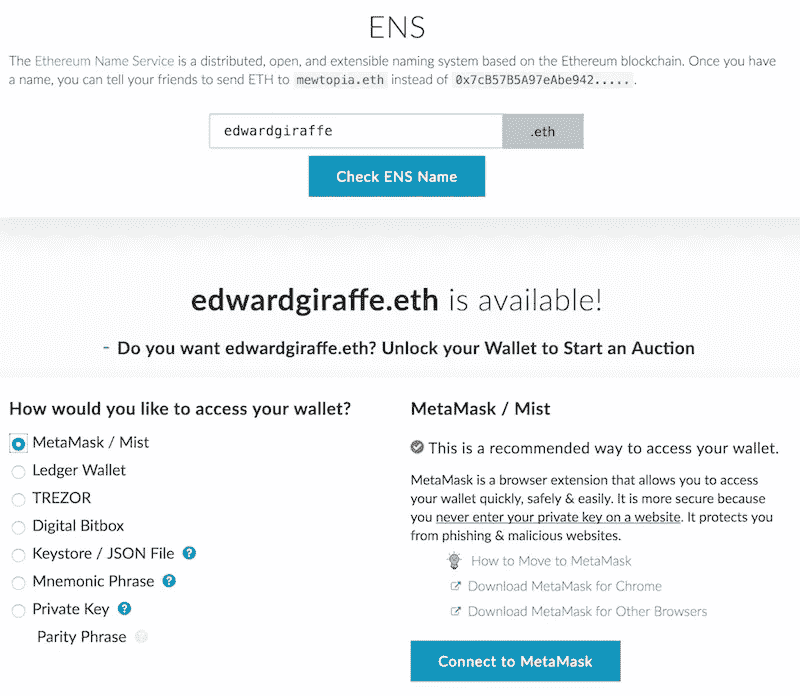 ENS
The Ethereum Name Service is a distributed, open, and extensible naming system based on the Ethereum blockchain. Once you have
a name, you can tell your friends to send ETH to mewtopia.eth instead of 0x7cB57B5A97eAbe942..... .
edwardgiraffe .eth
Check ENS Name
edwardgiraffe.eth is available!
- Do you want edwardgiraffe.eth? Unlock your Wallet to Start an Auction
How would you like to access your wallet?
MetaMask / Mist
Ledger Wallet
TREZOR
Digital Bitbox
Keystore / JSON File ?
Mnemonic Phrase ?
Private Key ?
Parity Phrase ?
MetaMask / Mist
This is a recommended way to access your wallet.
MetaMask is a browser extension that allows you to access
your wallet quickly, safely & easily. It is more secure because
you never enter your private key on a website. It protects you
from phishing & malicious websites.
How to Move to MetaMask
Download MetaMask for Chrome
Download MetaMask for Other Browsers
Connect to MetaMask